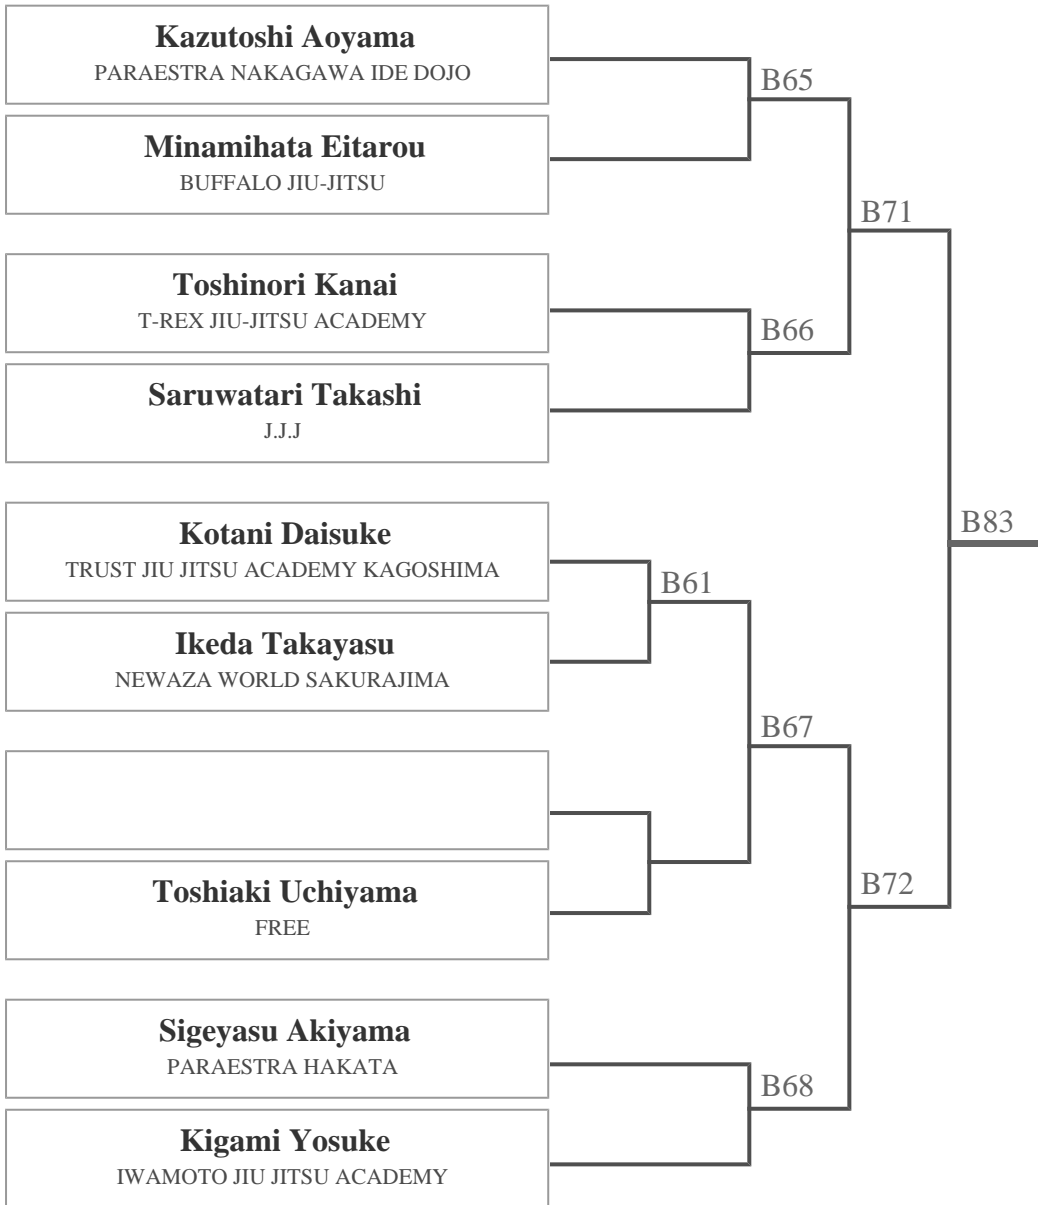 Kazutoshi Aoyama
PARAESTRA NAKAGAWA IDE DOJO
B65
Minamihata Eitarou
BUFFALO JIU-JITSU
B71
Toshinori Kanai
T-REX JIU-JITSU ACADEMY
B66
Saruwatari Takashi
J.J.J
B83
Kotani Daisuke
TRUST JIU JITSU ACADEMY KAGOSHIMA
B61
Ikeda Takayasu
NEWAZA WORLD SAKURAJIMA
B67
Toshiaki Uchiyama
FREE
B72
Sigeyasu Akiyama
PARAESTRA HAKATA
B68
Kigami Yosuke
IWAMOTO JIU JITSU ACADEMY